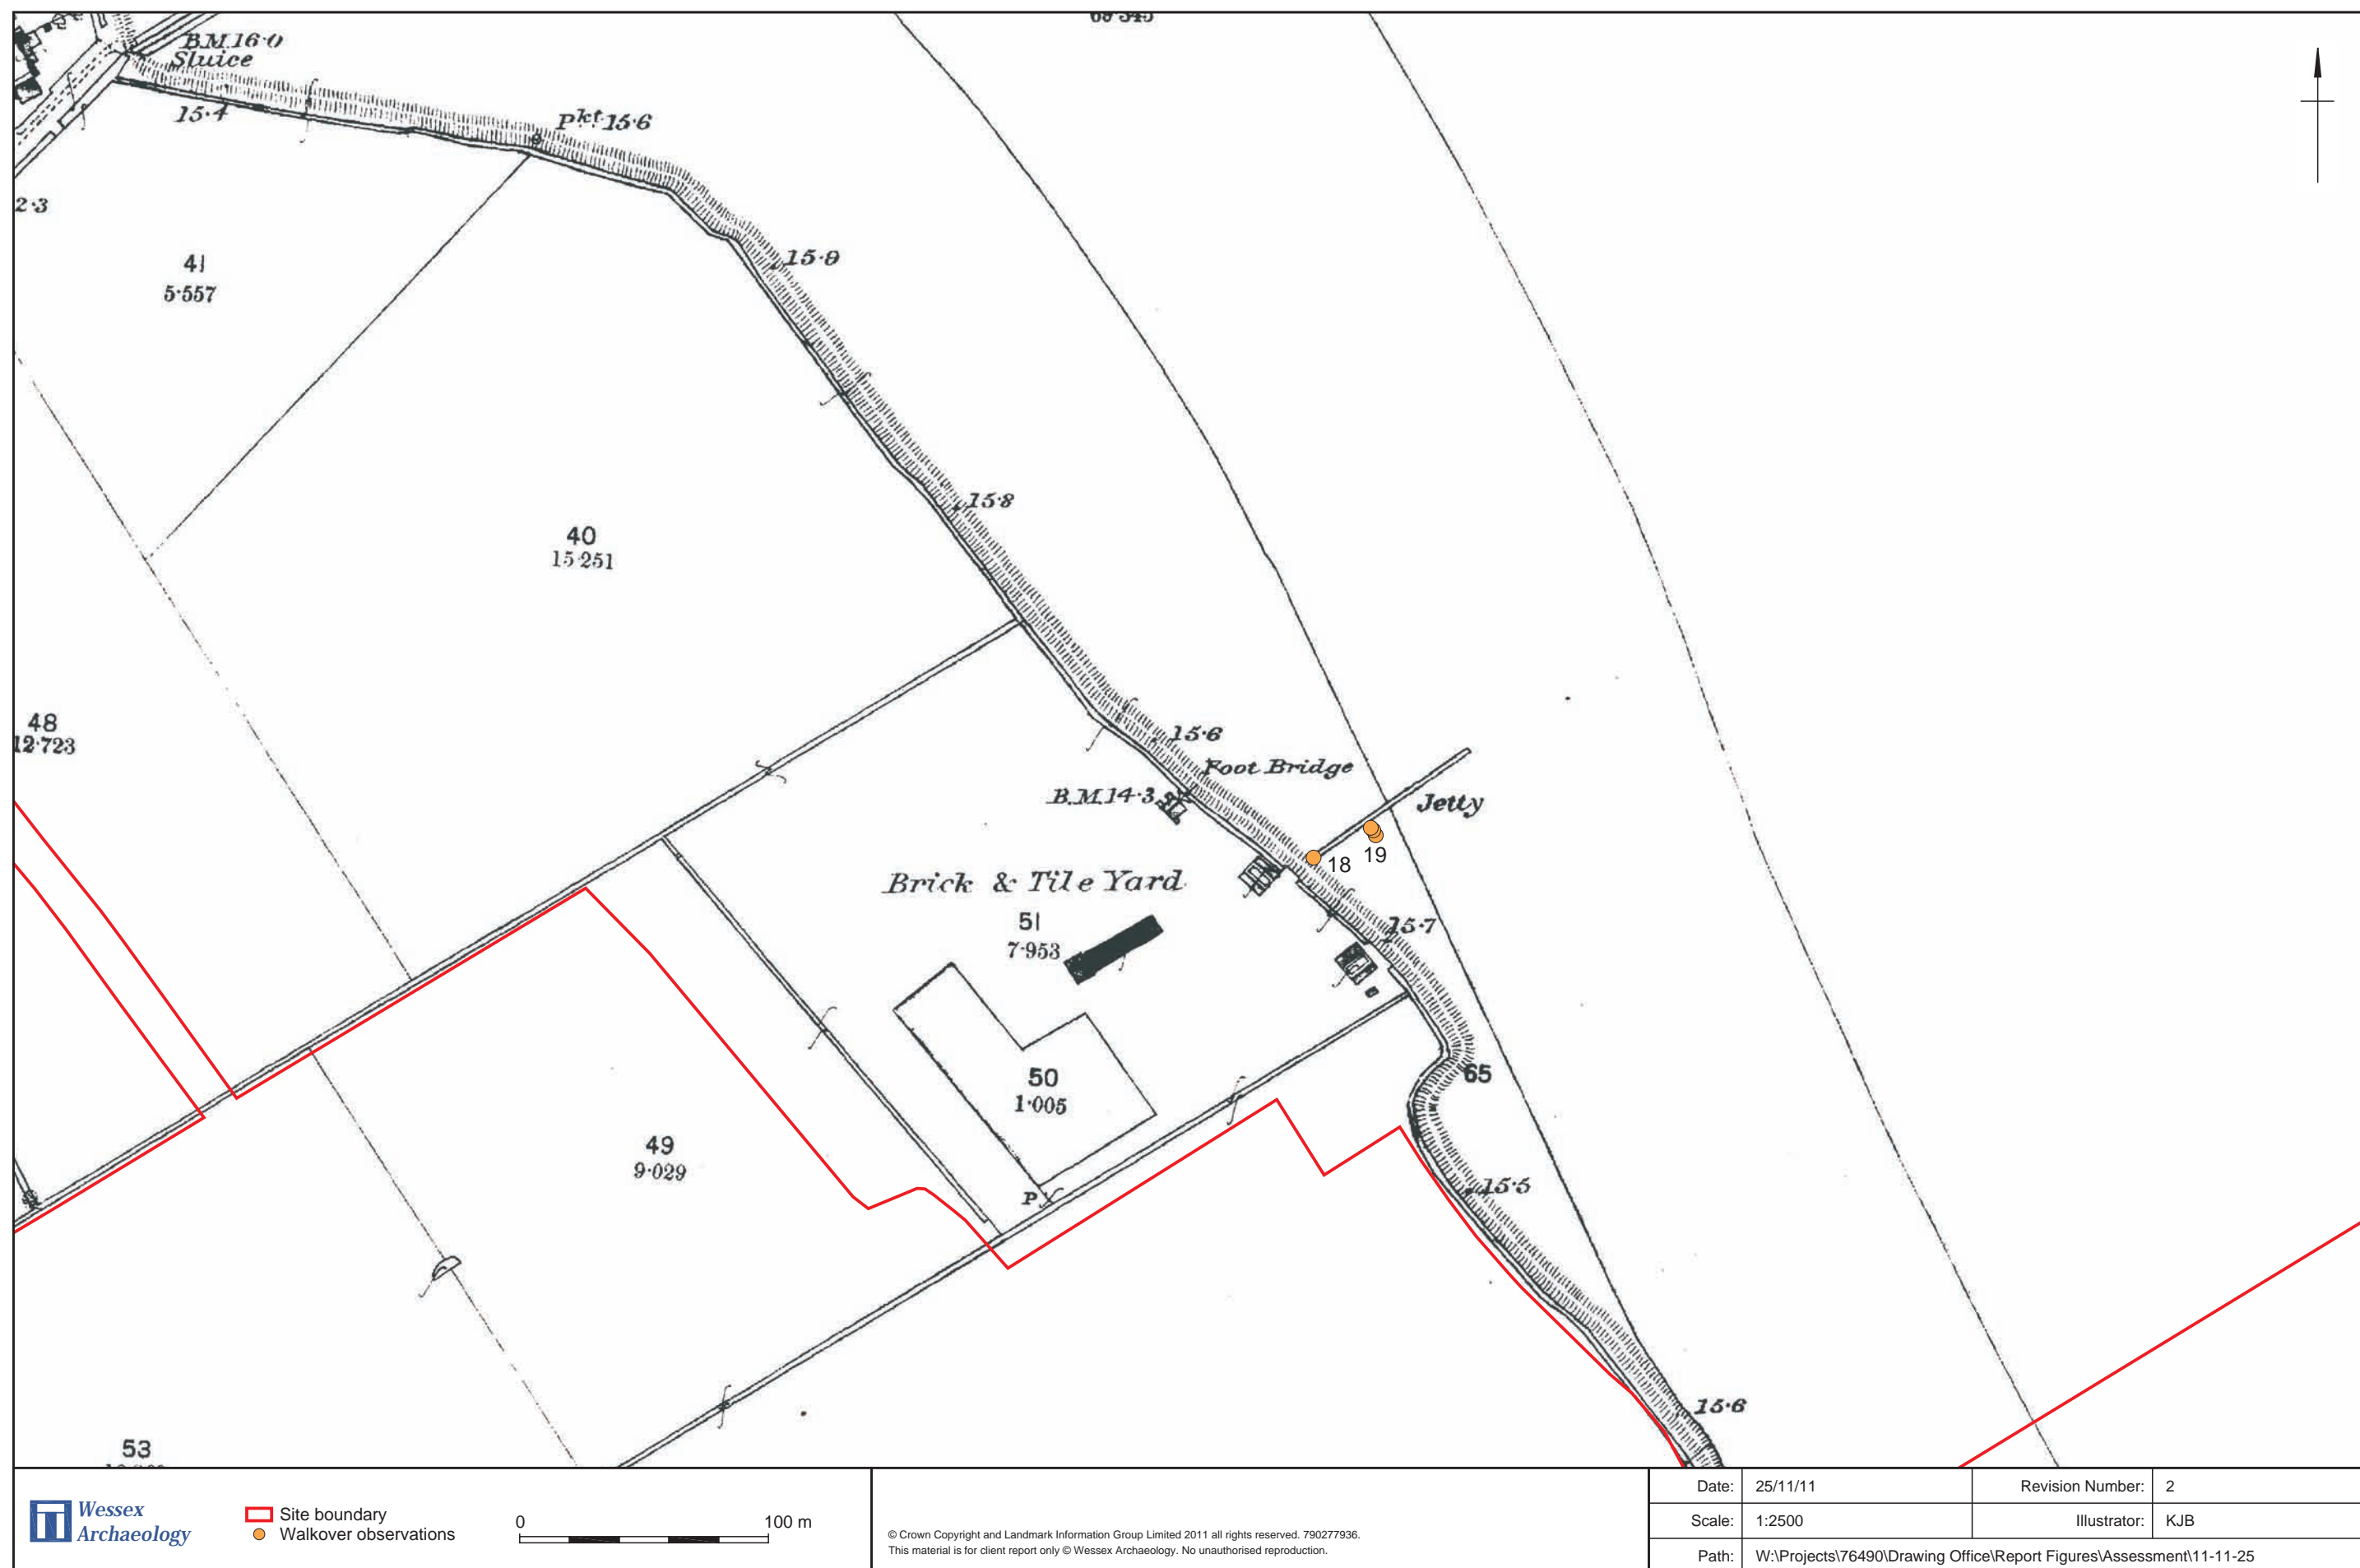 69·345
B.M.16·0
Sluice
15·4
Pkt. 15·6
2·3
41
5·557
15·9
40
15·251
15·8
48
12·723
15·6
Foot Bridge
B.M.14·3
Jetty
18
19
Brick & Tile Yard
51
7·953
15·7
50
1·005
65
49
9·029
P
15·5
15·6
53
Wessex
Archaeology
Site boundary
Walkover observations
0
100 m
© Crown Copyright and Landmark Information Group Limited 2011 all rights reserved. 790277936.
This material is for client report only © Wessex Archaeology. No unauthorised reproduction.
Date: 25/11/11 Revision Number: 2
Scale: 1:2500 Illustrator: KJB
Path: W:\Projects\76490\Drawing Office\Report Figures\Assessment\11-11-25